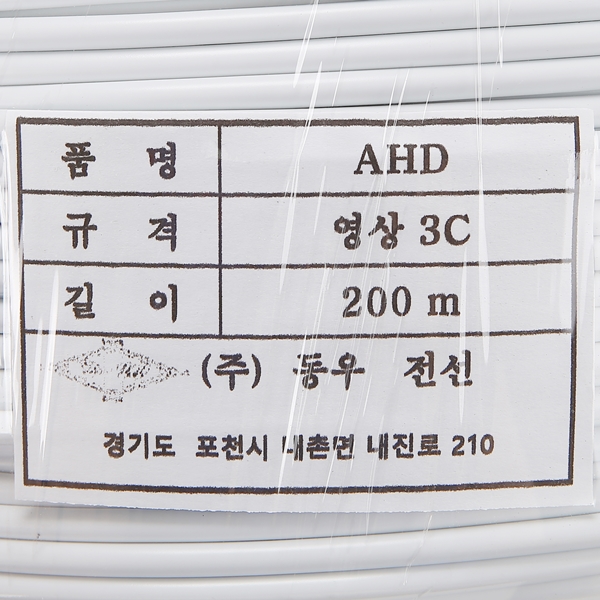 품 명 AHD
규 격 영상 3C
길 이 200 m
(주) 동우 전선
경기도 포천시 내촌면 내진로 210